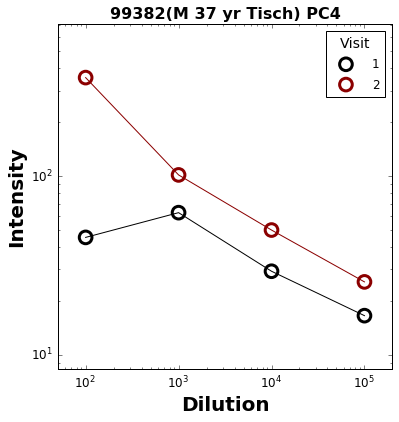 99382(M 37 yr Tisch) PC4
Visit
1
2
Intensity
10²
10¹
10² 10³ 10⁴ 10⁵
Dilution